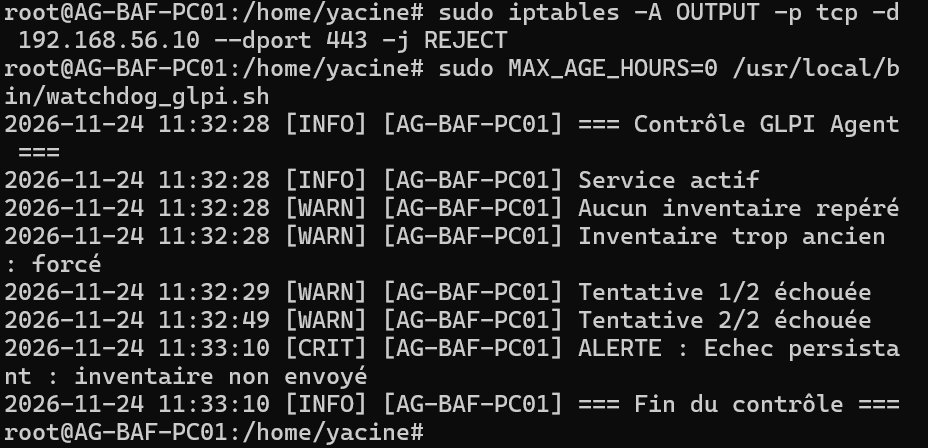 root@AG-BAF-PC01:/home/yacine# sudo iptables -A OUTPUT -p tcp -d
 192.168.56.10 --dport 443 -j REJECT
root@AG-BAF-PC01:/home/yacine# sudo MAX_AGE_HOURS=0 /usr/local/b
in/watchdog_glpi.sh
2026-11-24 11:32:28 [INFO] [AG-BAF-PC01] === Contrôle GLPI Agent
 ===
2026-11-24 11:32:28 [INFO] [AG-BAF-PC01] Service actif
2026-11-24 11:32:28 [WARN] [AG-BAF-PC01] Aucun inventaire repéré
2026-11-24 11:32:28 [WARN] [AG-BAF-PC01] Inventaire trop ancien
: forcé
2026-11-24 11:32:29 [WARN] [AG-BAF-PC01] Tentative 1/2 échouée
2026-11-24 11:32:49 [WARN] [AG-BAF-PC01] Tentative 2/2 échouée
2026-11-24 11:33:10 [CRIT] [AG-BAF-PC01] ALERTE : Echec persista
nt : inventaire non envoyé
2026-11-24 11:33:10 [INFO] [AG-BAF-PC01] === Fin du contrôle ===
root@AG-BAF-PC01:/home/yacine#